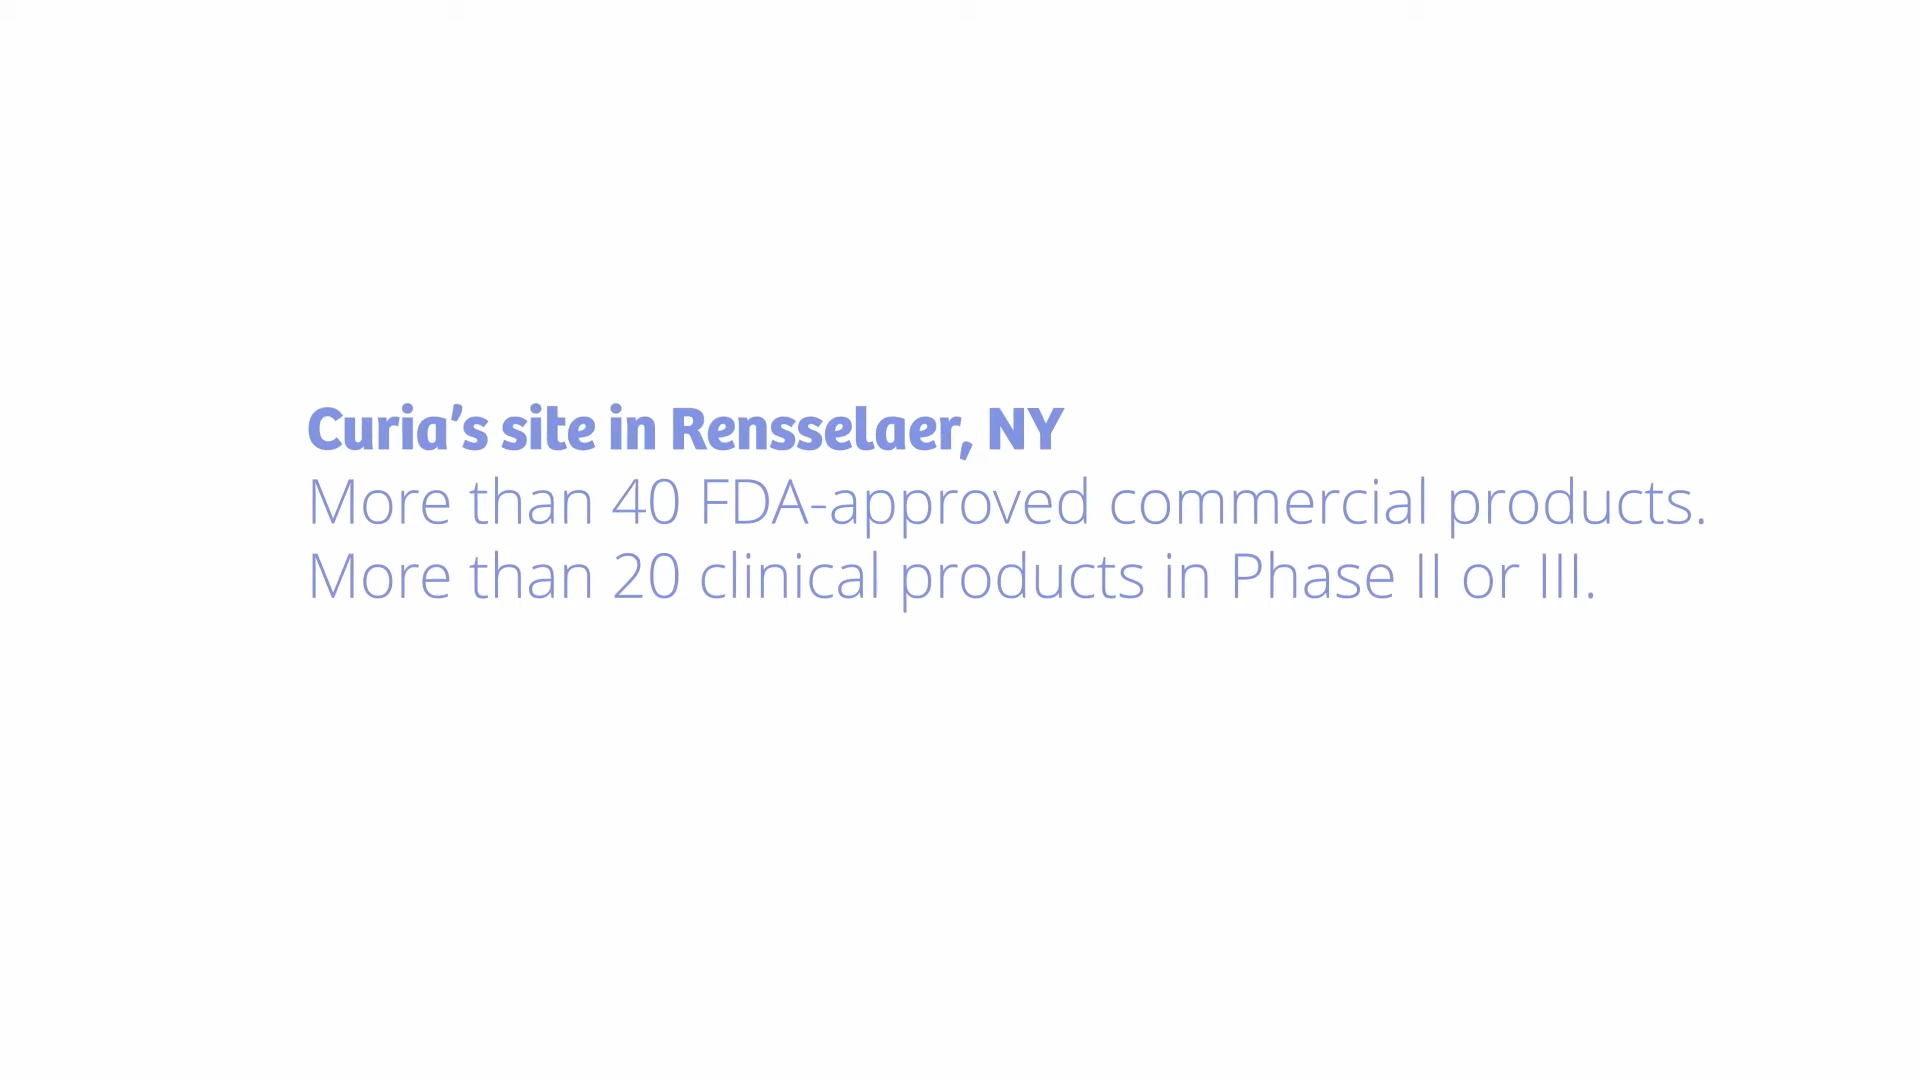 Curia’s site in Rensselaer, NY
More than 40 FDA-approved commercial products.
More than 20 clinical products in Phase II or III.